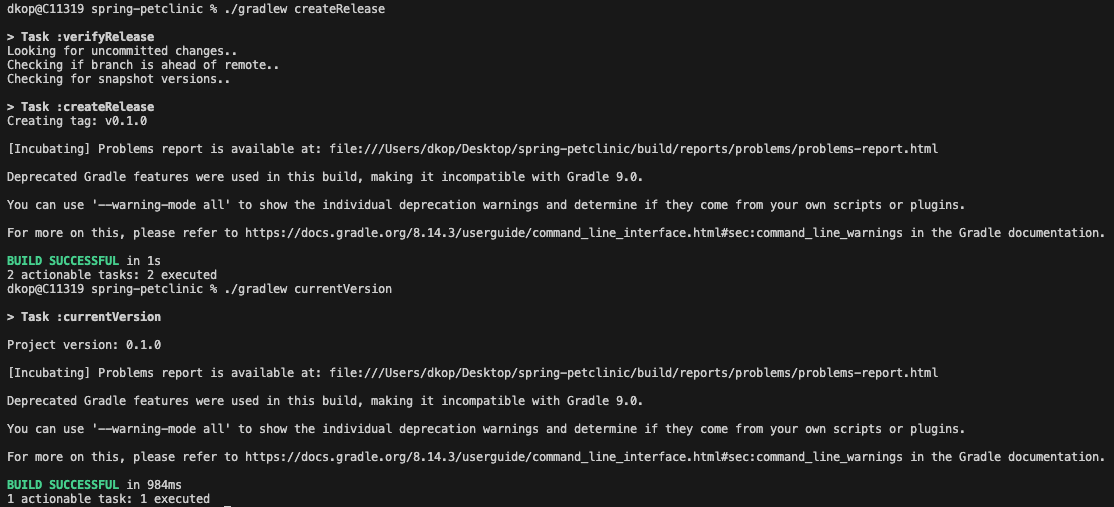 dkop@C11319 spring-petclinic % ./gradlew createRelease
> Task :verifyRelease
Looking for uncommitted changes..
Checking if branch is ahead of remote..
Checking for snapshot versions..
> Task :createRelease
Creating tag: v0.1.0
[Incubating] Problems report is available at: file:///Users/dkop/Desktop/spring-petclinic/build/reports/problems/problems-report.html
Deprecated Gradle features were used in this build, making it incompatible with Gradle 9.0.
You can use '--warning-mode all' to show the individual deprecation warnings and determine if they come from your own scripts or plugins.
For more on this, please refer to https://docs.gradle.org/8.14.3/userguide/command_line_interface.html#sec:command_line_warnings in the Gradle documentation.
BUILD SUCCESSFUL in 1s
2 actionable tasks: 2 executed
dkop@C11319 spring-petclinic % ./gradlew currentVersion
> Task :currentVersion
Project version: 0.1.0
[Incubating] Problems report is available at: file:///Users/dkop/Desktop/spring-petclinic/build/reports/problems/problems-report.html
Deprecated Gradle features were used in this build, making it incompatible with Gradle 9.0.
You can use '--warning-mode all' to show the individual deprecation warnings and determine if they come from your own scripts or plugins.
For more on this, please refer to https://docs.gradle.org/8.14.3/userguide/command_line_interface.html#sec:command_line_warnings in the Gradle documentation.
BUILD SUCCESSFUL in 984ms
1 actionable task: 1 executed